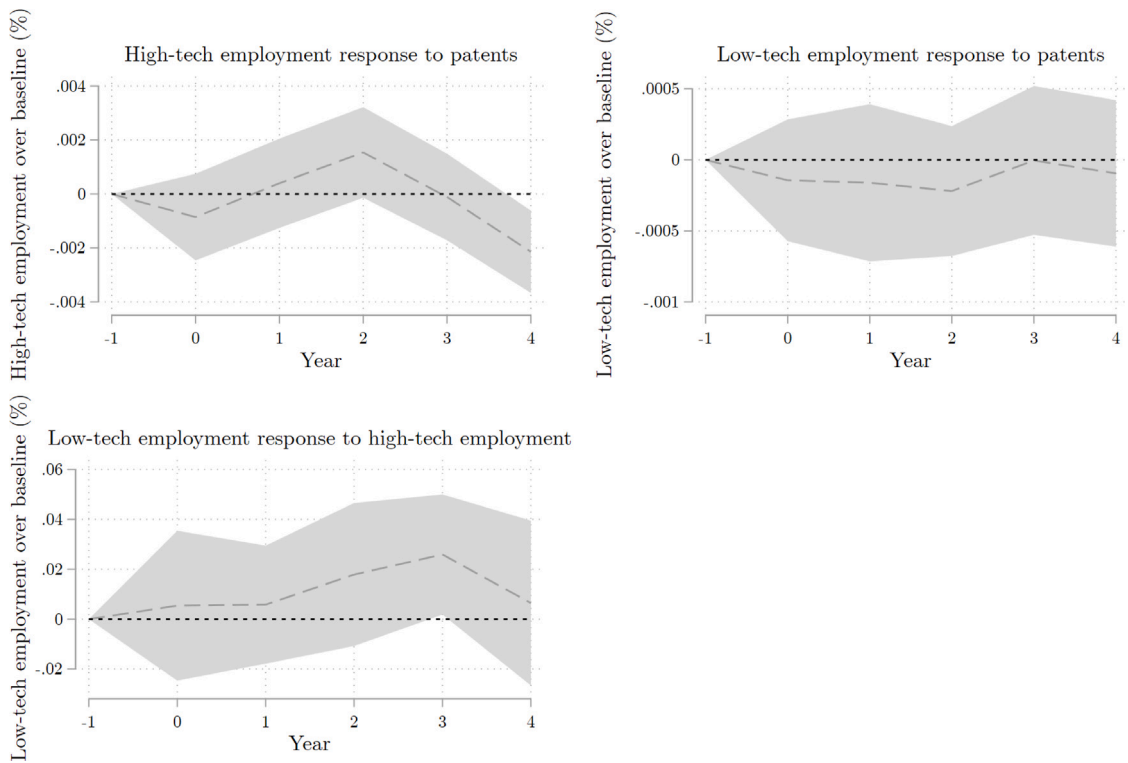 High-tech employment response to patents
High-tech employment over baseline (%)
.004
.002
0
-.002
-.004
-1 0 1 2 3 4
Year
Low-tech employment response to patents
Low-tech employment over baseline (%)
.0005
0
-.0005
-.001
-1 0 1 2 3 4
Year
Low-tech employment response to high-tech employment
Low-tech employment over baseline (%)
.06
.04
.02
0
-.02
-1 0 1 2 3 4
Year